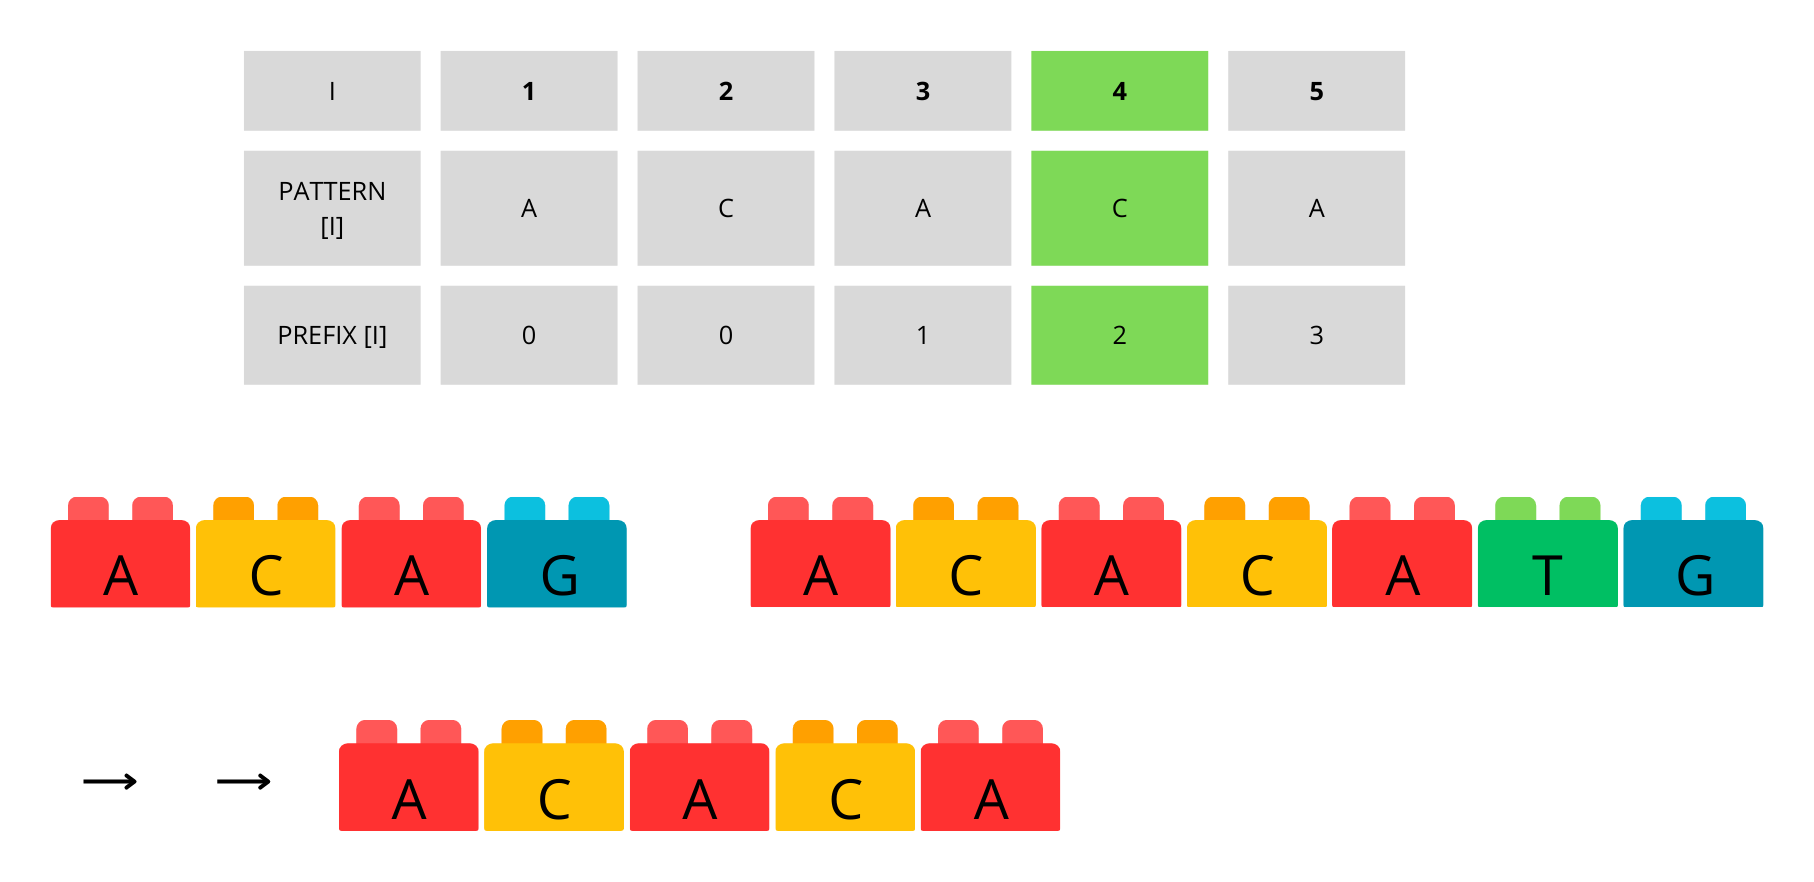 I 1 2 3 4 5
PATTERN
[I] A C A C A
PREFIX [I] 0 0 1 2 3
A C A G A C A C A T G
A C A C A